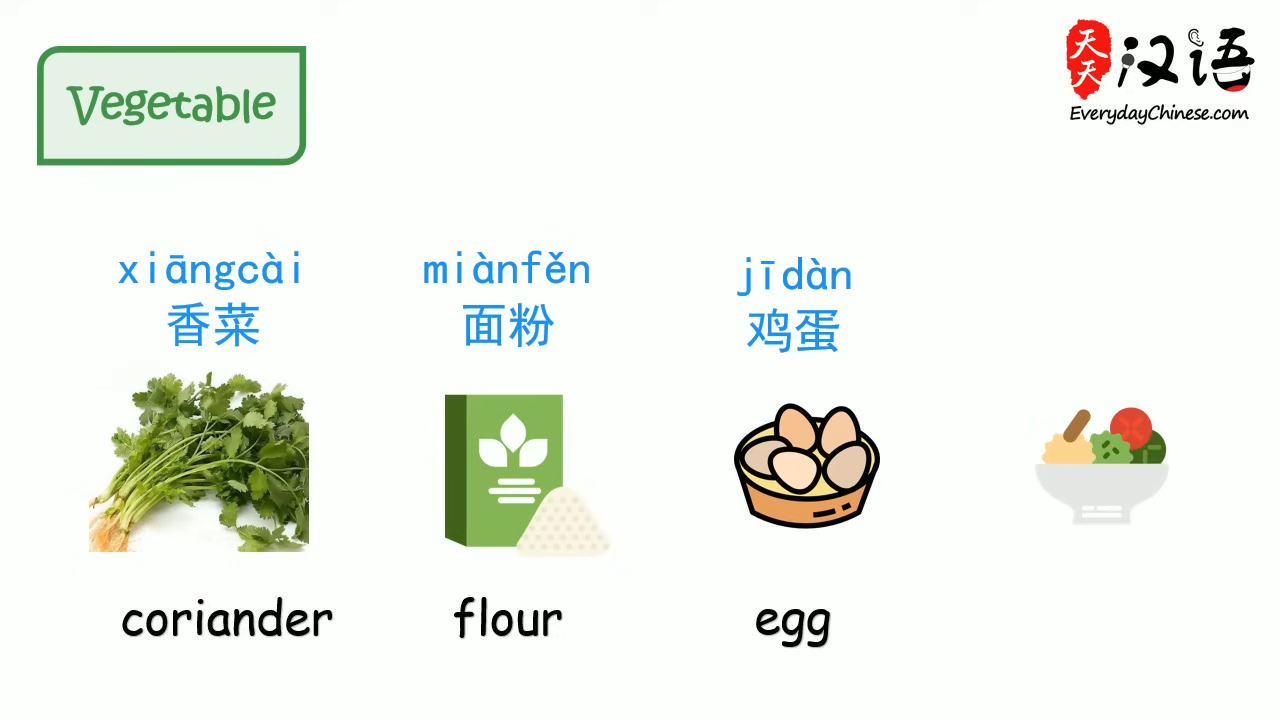 Vegetable
天天汉语
EverydayChinese.com
xiāngcài
香菜
coriander
miànfěn
面粉
flour
jīdàn
鸡蛋
egg